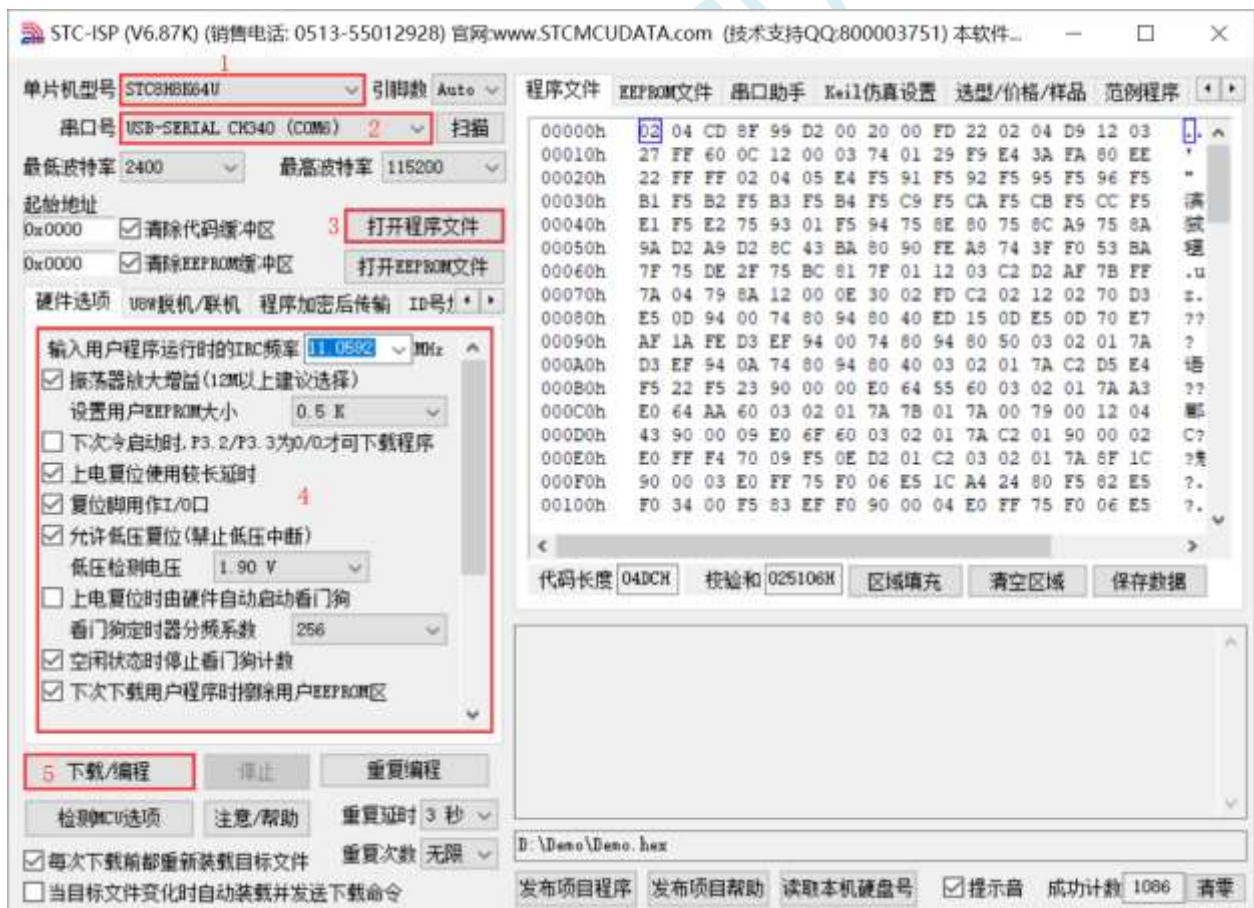 STC-ISP (V6.87K) (销售电话: 0513-55012928) 官网:www.STCMCUDATA.com (技术支持QQ:800003751) 本软件...
1
单片机型号 STC8H8K64U 引脚数 Auto
串口号 USB-SERIAL CH340 (COM6) 2 扫描
最低波特率 2400 最高波特率 115200
起始地址
0x0000 清除代码缓冲区 3 打开程序文件
0x0000 清除EEPROM缓冲区 打开EEPROM文件
硬件选项 U8W脱机/联机 程序加密后传输
输入用户程序运行时的IRC频率 11.0592 MHz
振荡器放大增益(12M以上建议选择)
设置用户EEPROM大小 0.5 K
下次冷启动时,P3.2/P3.3为0/0才可下载程序
上电复位使用较长延时
复位脚用作I/O口 4
允许低压复位(禁止低压中断)
低压检测电压 1.90 V
上电复位时由硬件自动启动看门狗
看门狗定时器分频系数 256
空闲状态时停止看门狗计数
下次下载用户程序时擦除用户EEPROM区
5 下载/编程 停止 重复编程
检测MCU选项 注意/帮助 重复延时 3 秒
每次下载前都重新装载目标文件 重复次数 无限
当目标文件变化时自动装载并发送下载命令
程序文件 EEPROM文件 串口助手 Keil仿真设置 选型/价格/样品 范例程序
00000h 02 04 CD 8F 99 D2 00 20 00 FD 22 02 04 D9 12 03
00010h 27 FF 60 0C 12 00 03 74 01 29 F9 E4 3A FA 80 EE
00020h 22 FF FF 02 04 05 E4 F5 91 F5 92 F5 95 F5 96 F5
00030h B1 F5 B2 F5 B3 F5 B4 F5 C9 F5 CA F5 CB F5 CC F5
00040h E1 F5 E2 75 93 01 F5 94 75 8E 80 75 8C A9 75 8A
00050h 9A D2 A9 D2 8C 43 BA 80 90 FE A8 74 3F F0 53 BA
00060h 7F 75 DE 2F 75 BC 81 7F 01 12 03 C2 D2 AF 7B FF .u
00070h 7A 04 79 8A 12 00 0E 30 02 FD C2 02 12 02 70 D3 z.
00080h E5 0D 94 00 74 80 94 80 40 ED 15 0D E5 0D 70 E7 ??
00090h AF 1A FE D3 EF 94 00 74 80 94 80 50 03 02 01 7A ?
000A0h D3 EF 94 0A 74 80 94 80 40 03 02 01 7A C2 D5 E4 语
000B0h F5 22 F5 23 90 00 00 E0 64 55 60 03 02 01 7A A3 ??
000C0h E0 64 AA 60 03 02 01 7A 7B 01 7A 00 79 00 12 04
000D0h 43 90 00 09 E0 6F 60 03 02 01 7A C2 01 90 00 02 C?
000E0h E0 FF F4 70 09 F5 0E D2 01 C2 03 02 01 7A 8F 1C
000F0h 90 00 03 E0 FF 75 F0 06 E5 1C A4 24 80 F5 82 E5 ?.
00100h F0 34 00 F5 83 EF F0 90 00 04 E0 FF 75 F0 06 E5 ?.
代码长度 04DCH 校验和 025106H 区域填充 清空区域 保存数据
D:\Demo\Demo.hex
发布项目程序 发布项目帮助 读取本机硬盘号 提示音 成功计数 1086 清零